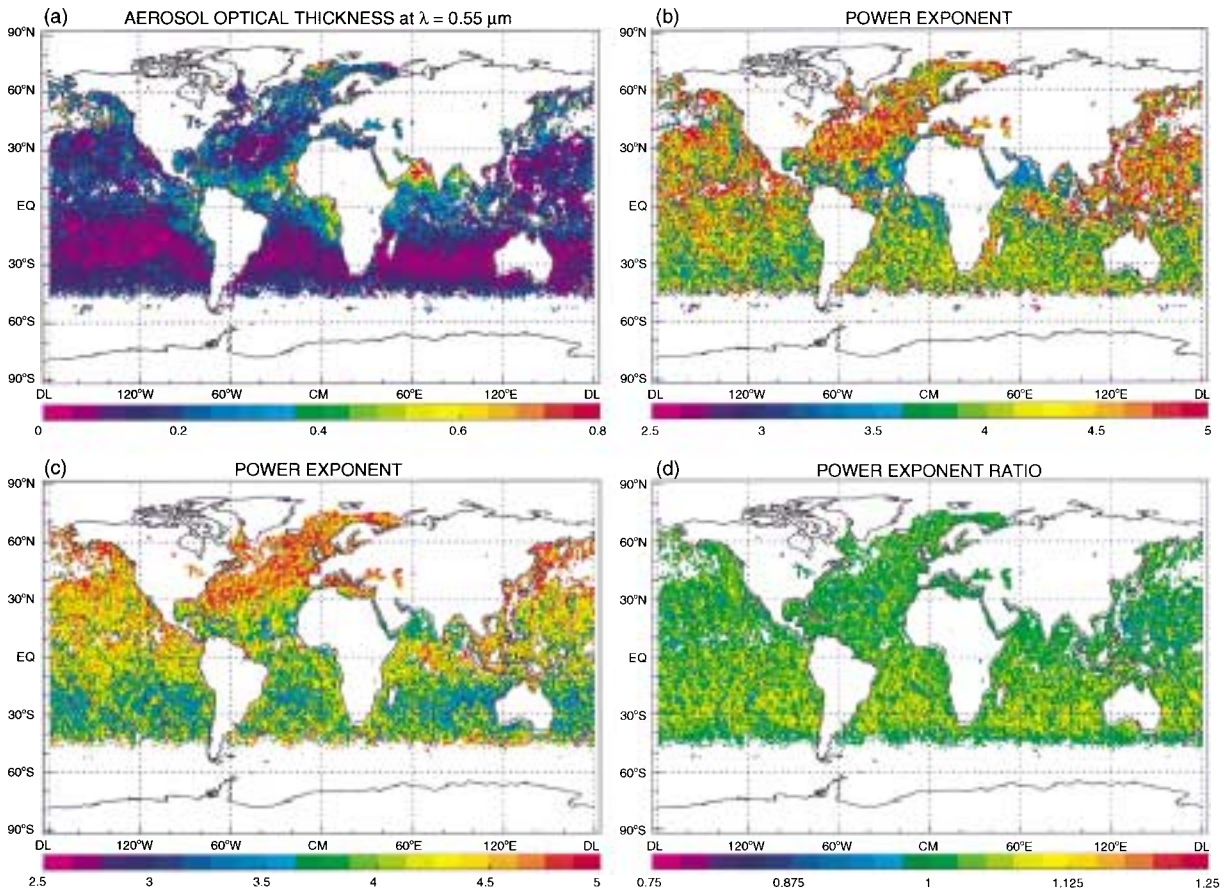 (a) AEROSOL OPTICAL THICKNESS at λ = 0.55 μm
90°N
60°N
30°N
EQ
30°S
60°S
90°S
DL 120°W 60°W CM 60°E 120°E DL
0 0.2 0.4 0.6 0.8
(b) POWER EXPONENT
90°N
60°N
30°N
EQ
30°S
60°S
90°S
DL 120°W 60°W CM 60°E 120°E DL
2.5 3 3.5 4 4.5 5
(c) POWER EXPONENT
90°N
60°N
30°N
EQ
30°S
60°S
90°S
DL 120°W 60°W CM 60°E 120°E DL
2.5 3 3.5 4 4.5 5
(d) POWER EXPONENT RATIO
90°N
60°N
30°N
EQ
30°S
60°S
90°S
DL 120°W 60°W CM 60°E 120°E DL
0.75 0.875 1 1.125 1.25